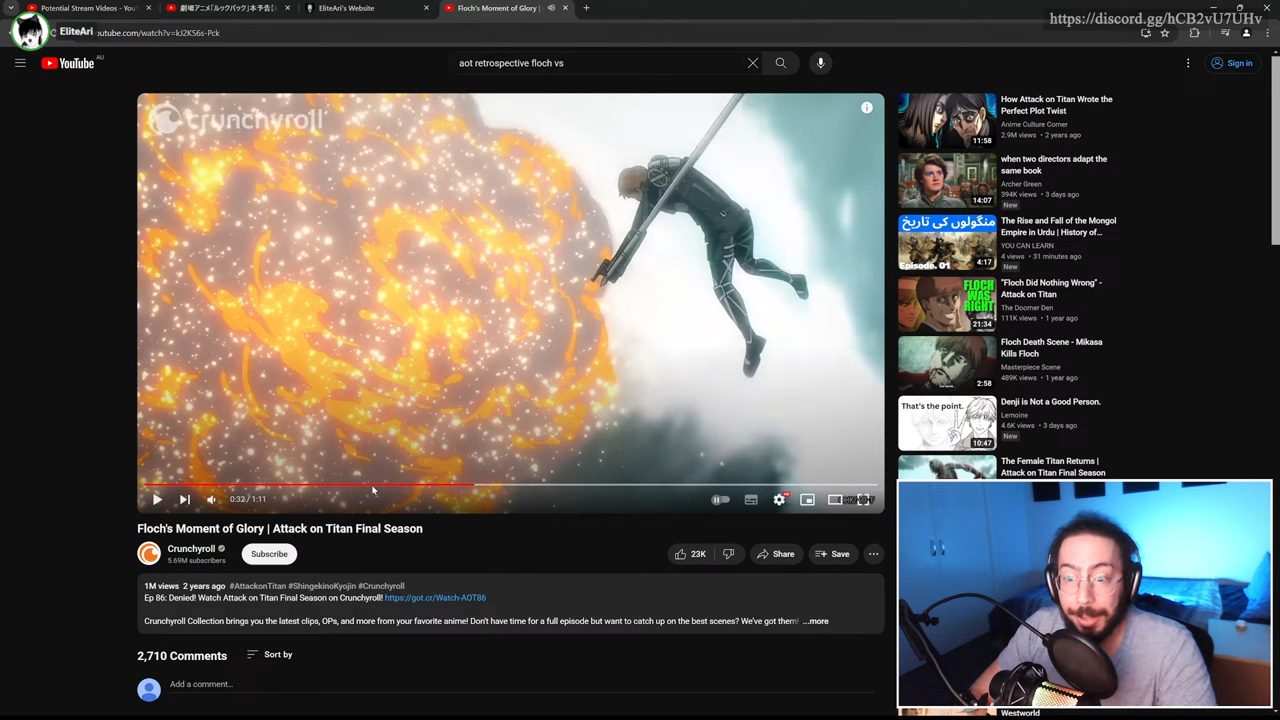 Potential Stream Videos - You
劇場アニメ「ルックバック」本予告【
EliteAri's Website
Floch's Moment of Glory |
https://discord.gg/hCB2vU7UHv
EliteAri
utube.com/watch?v=kJ2KS6s-Pck
YouTube
AU
aot retrospective floch vs
Sign in
crunchyroll
0:32 / 1:11
Floch's Moment of Glory | Attack on Titan Final Season
Crunchyroll
5.69M subscribers
Subscribe
23K
Share
Save
1M views 2 years ago #AttackonTitan #ShingekinoKyojin #Crunchyroll
Ep 86: Denied! Watch Attack on Titan Final Season on Crunchyroll! https://got.cr/Watch-AOT86
Crunchyroll Collection brings you the latest clips, OPs, and more from your favorite anime! Don't have time for a full episode but want to catch up on the best scenes? We've got them! ...more
2,710 Comments
Sort by
Add a comment...
11:58
How Attack on Titan Wrote the
Perfect Plot Twist
Anime Culture Corner
2.9M views • 2 years ago
14:07
when two directors adapt the
same book
Archer Green
394K views • 3 days ago
New
منگولوں کی تاریخ
Episode. 01
4:17
The Rise and Fall of the Mongol
Empire in Urdu | History of...
YOU CAN LEARN
4 views • 31 minutes ago
New
FLOCH
WAS
RIGHT
21:34
"Floch Did Nothing Wrong" -
Attack on Titan
The Doomer Den
111K views • 1 year ago
2:58
Floch Death Scene - Mikasa
Kills Floch
Masterpiece Scene
489K views • 1 year ago
That's the point.
10:47
Denji is Not a Good Person.
Lemoine
4.6K views • 3 days ago
New
The Female Titan Returns |
Attack on Titan Final Season
Westworld